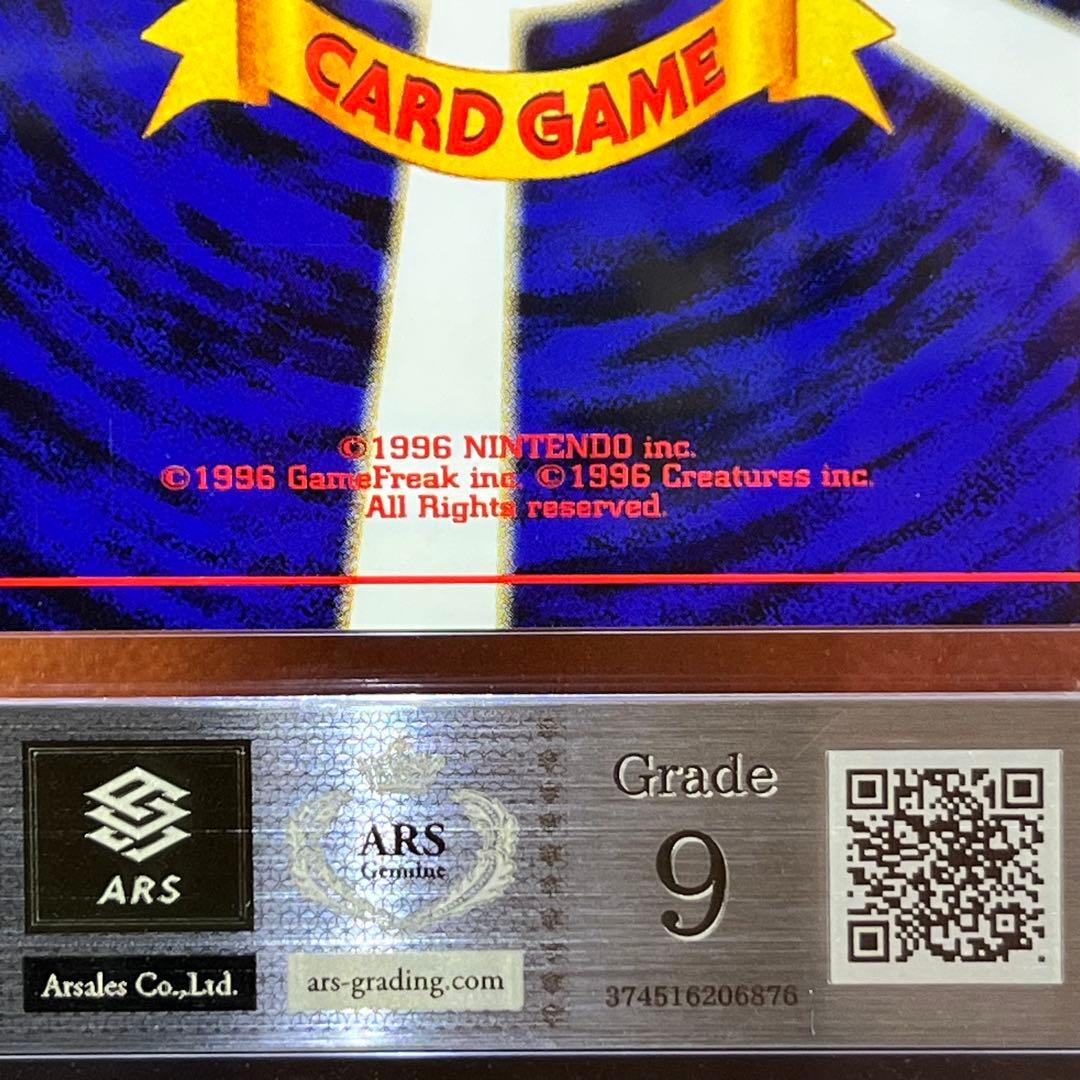 CARD GAME
©1996 NINTENDO inc.
©1996 GameFreak inc. ©1996 Creatures inc.
All Rights reserved.
ARS
Arsales Co.,Ltd.
ARS
Genuine
ars-grading.com
Grade
9
374516206876